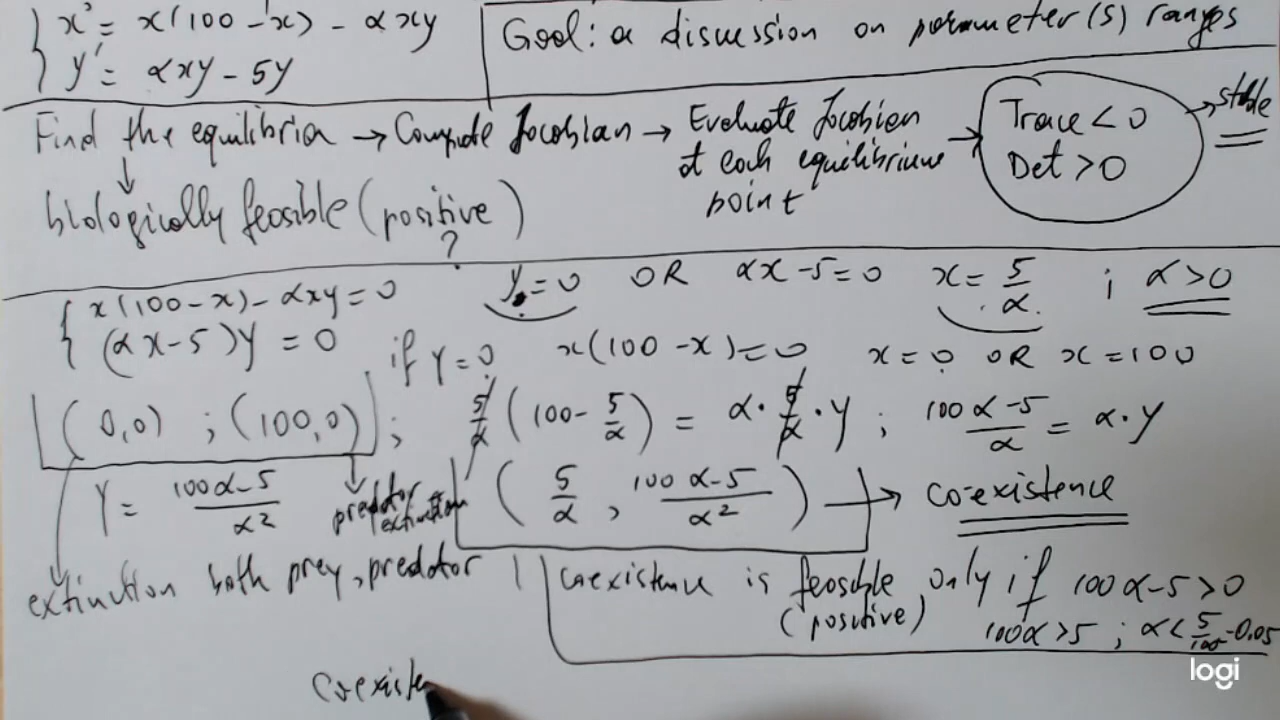 x' = x(100-x) - αxy
y' = αxy - 5y
Gool: a discussion on parameter(s) ranges
Find the equilibria → Compute Jacobian → Evaluate Jacobian at each equilibrium point → Trace < 0 Det > 0 → stable
↓
biologically feasible (positive)
?
x(100-x) - αxy = 0
(αx-5)y = 0
y = 0 OR αx-5 = 0 x = 5/α ; α > 0
if y = 0 x(100-x) = 0 x = 0 OR x = 100
(0,0) ; (100,0) ; 5/α (100 - 5/α) = α · 5/α · y ; (100α-5)/α = α · y
y = (100α-5)/α² predator extinction (5/α, (100α-5)/α²) → co-existence
extinction both prey, predator
coexistence is feasible only if 100α-5 > 0
(positive) 100α > 5 ; α < 5/100 = 0.05
Coexiste
logi